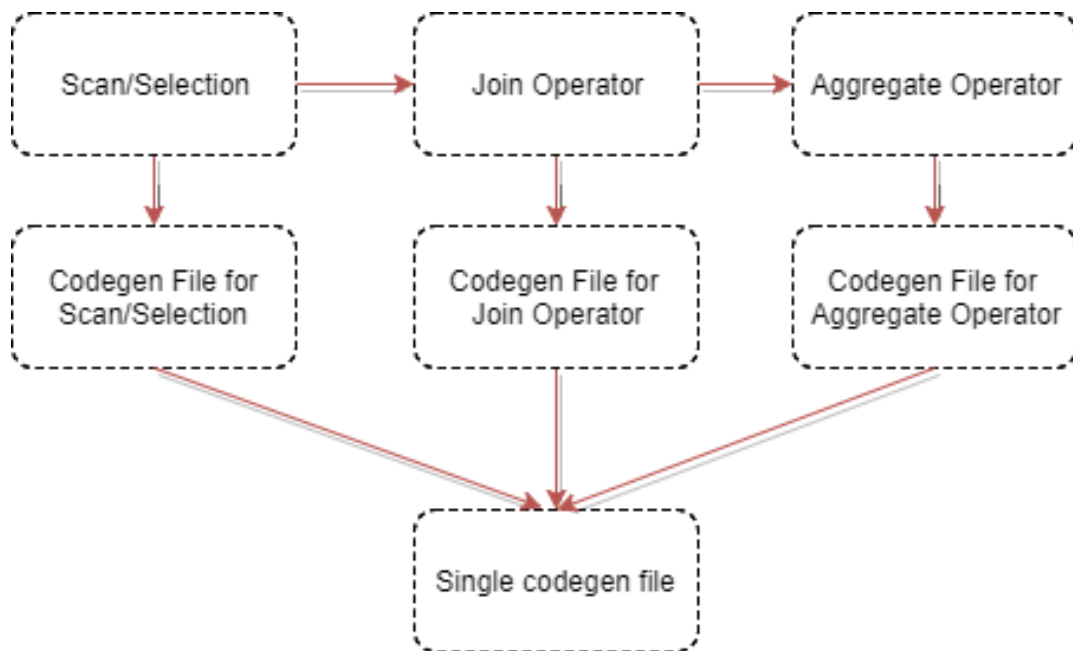 Scan/Selection
Join Operator
Aggregate Operator
Codegen File for
Scan/Selection
Codegen File for
Join Operator
Codegen File for
Aggregate Operator
Single codegen file